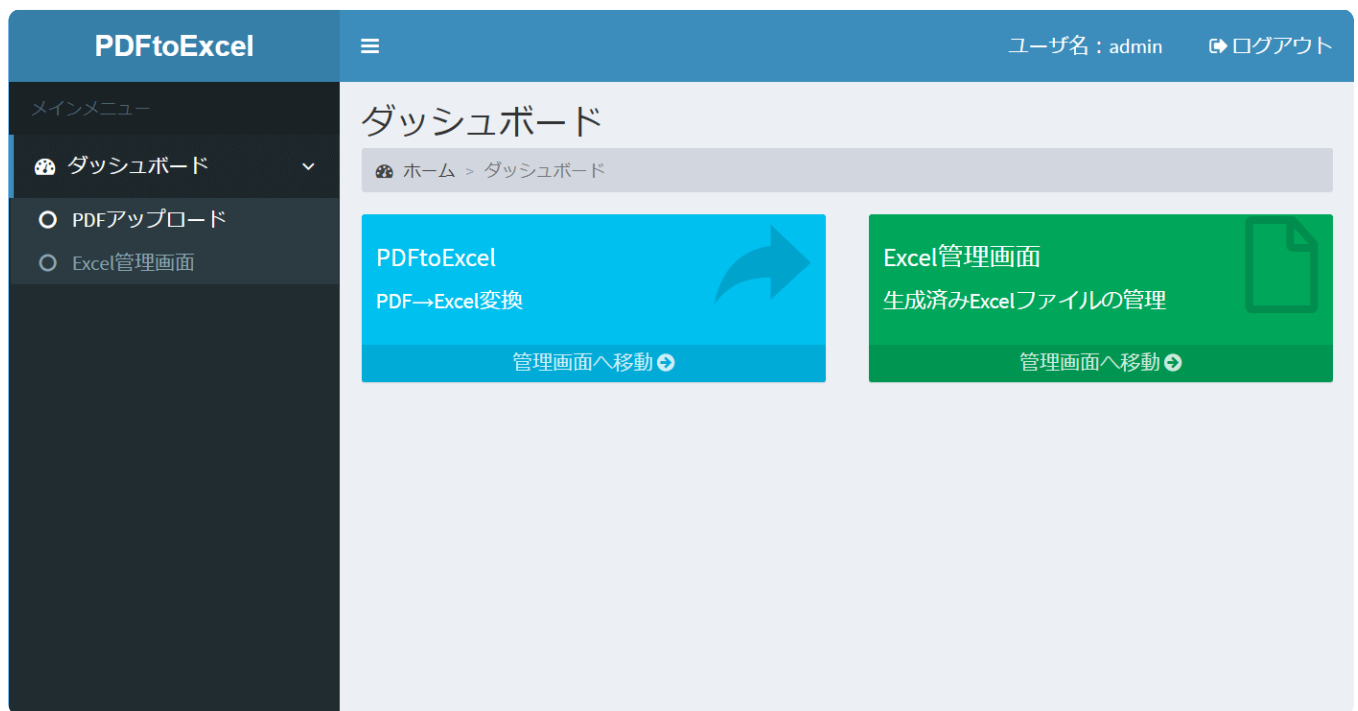 PDFtoExcel
ユーザ名：admin
ログアウト
メインメニュー
ダッシュボード
PDFアップロード
Excel管理画面
ダッシュボード
ホーム > ダッシュボード
PDFtoExcel
PDF→Excel変換
管理画面へ移動
Excel管理画面
生成済みExcelファイルの管理
管理画面へ移動